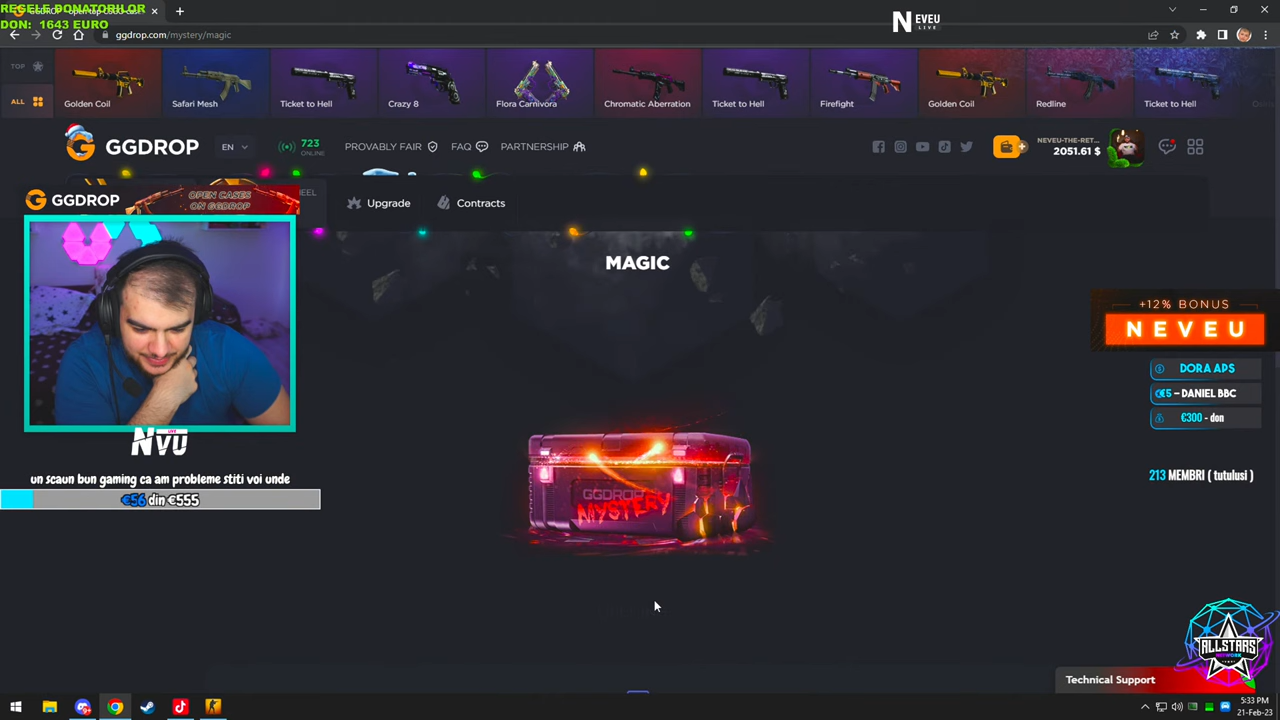 REGELE DONATORILOR
DON: 1643 EURO
ggdrop.com/mystery/magic
NEVEU
LIVE
TOP
ALL
Golden Coil
Safari Mesh
Ticket to Hell
Crazy 8
Flora Carnivora
Chromatic Aberration
Ticket to Hell
Firefight
Golden Coil
Redline
Ticket to Hell
GGDROP
EN
723
ONLINE
PROVABLY FAIR
FAQ
PARTNERSHIP
NEVEU-THE-RET...
2051.61 $
GGDROP
OPEN CASES
ON GGDROP
Upgrade
Contracts
MAGIC
+12% BONUS
NEVEU
DORA APS
€5 - DANIEL BBC
€300 - don
213 MEMBRI ( tutulusi )
NVU
LIVE
un scaun bun gaming ca am probleme stiti voi unde
€56 din €555
GGDROP
MYSTERY
ALLSTARS
NETWORK
Technical Support
5:33 PM
21-Feb-23